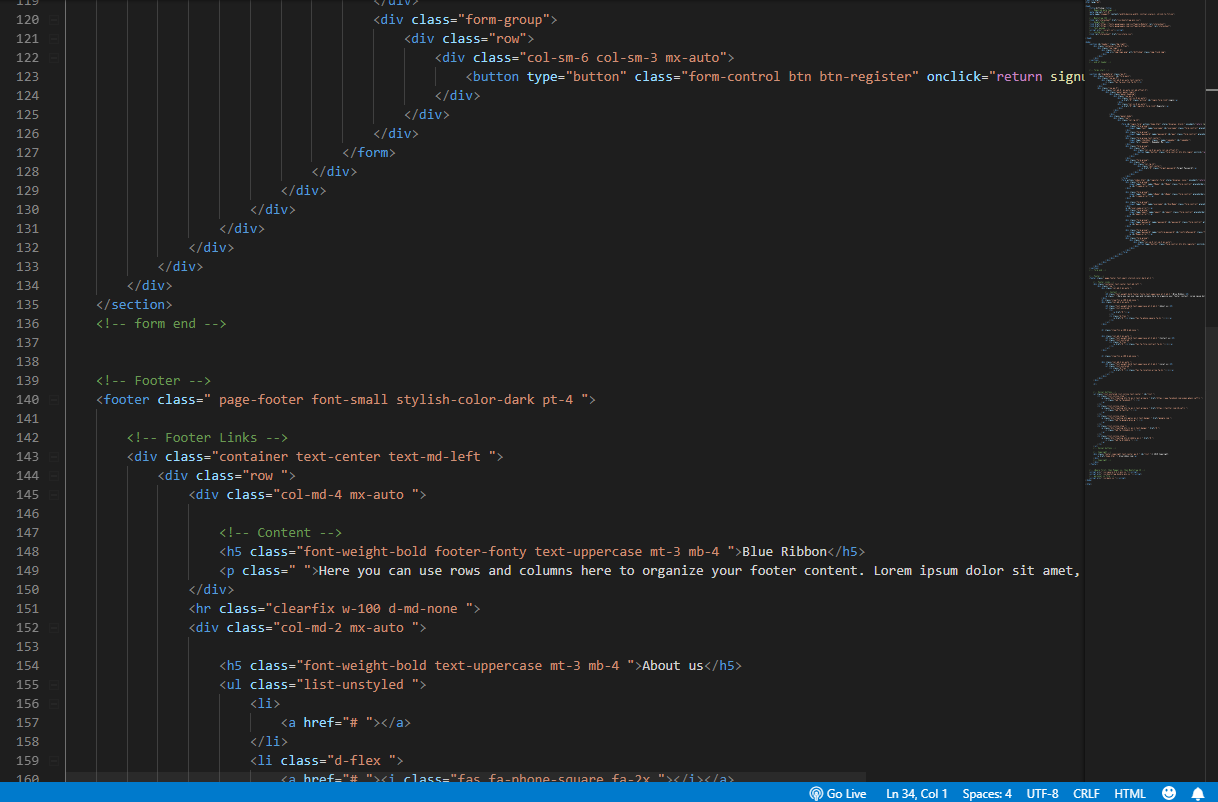 119 </div>
120 <div class="form-group">
121 <div class="row">
122 <div class="col-sm-6 col-sm-3 mx-auto">
123 <button type="button" class="form-control btn btn-register" onclick="return signu
124 </div>
125 </div>
126 </div>
127 </form>
128 </div>
129 </div>
130 </div>
131 </div>
132 </div>
133 </div>
134 </div>
135 </section>
136 <!-- form end -->
137
138
139 <!-- Footer -->
140 <footer class=" page-footer font-small stylish-color-dark pt-4 ">
141
142 <!-- Footer Links -->
143 <div class="container text-center text-md-left ">
144 <div class="row ">
145 <div class="col-md-4 mx-auto ">
146
147 <!-- Content -->
148 <h5 class="font-weight-bold footer-fonty text-uppercase mt-3 mb-4 ">Blue Ribbon</h5>
149 <p class=" ">Here you can use rows and columns here to organize your footer content. Lorem ipsum dolor sit amet,
150 </div>
151 <hr class="clearfix w-100 d-md-none ">
152 <div class="col-md-2 mx-auto ">
153
154 <h5 class="font-weight-bold text-uppercase mt-3 mb-4 ">About us</h5>
155 <ul class="list-unstyled ">
156 <li>
157 <a href="# "></a>
158 </li>
159 <li class="d-flex ">
160 <a href="# "><i class="fas fa-phone-square fa-2x "></i></a>
Go Live Ln 34, Col 1 Spaces: 4 UTF-8 CRLF HTML